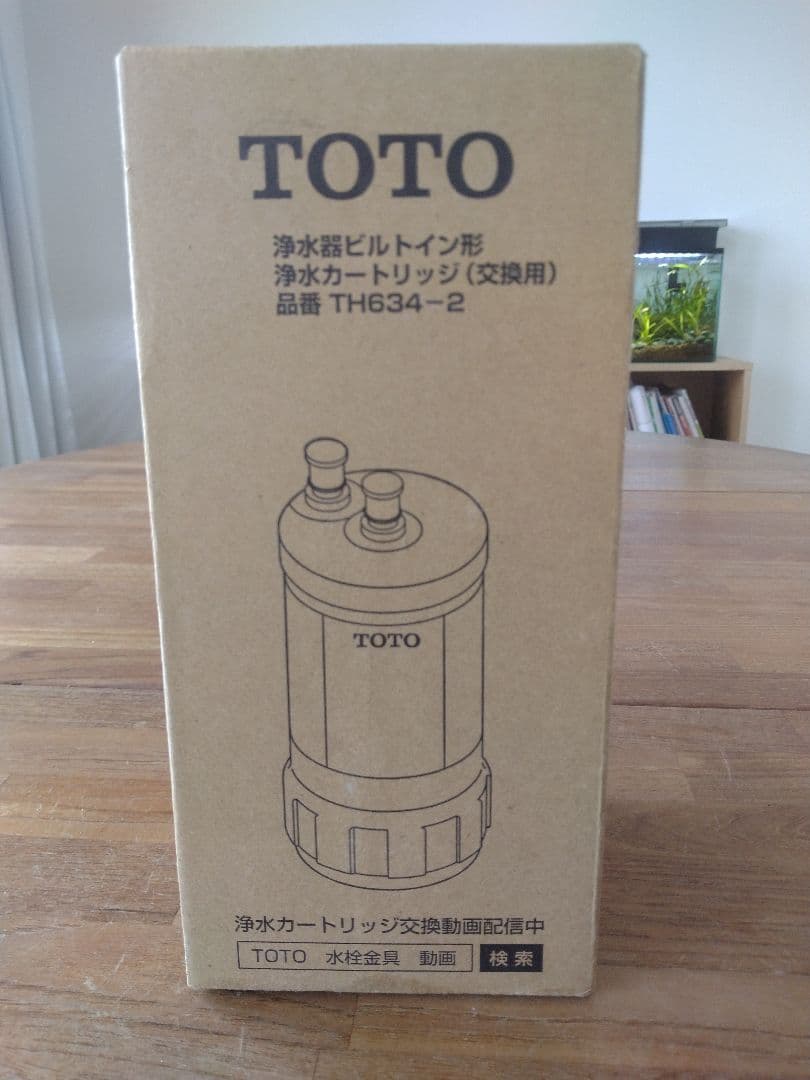 TOTO
浄水器ビルトイン形
浄水カートリッジ(交換用)
品番 TH634-2
TOTO
浄水カートリッジ交換動画配信中
TOTO 水栓金具 動画 検索